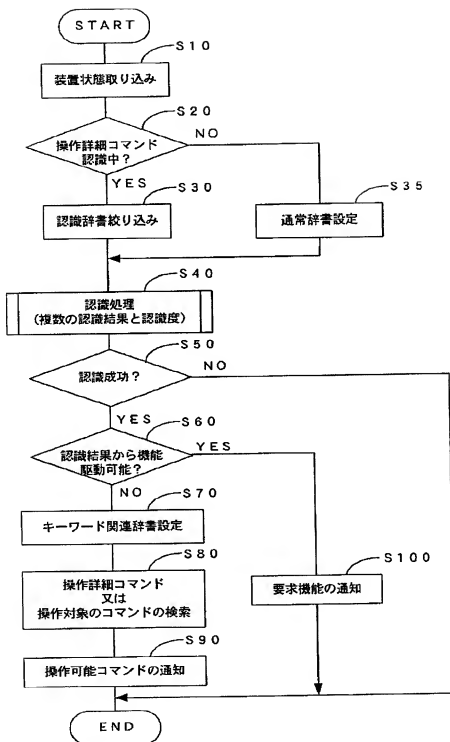 START
S10
装置状態取り込み
S20
操作詳細コマンド
認識中?
NO
YES
S30
認識辞書絞り込み
S35
通常辞書設定
S40
認識処理
(複数の認識結果と認識度)
S50
認識成功?
NO
YES
S60
認識結果から機能
駆動可能?
YES
NO
S70
キーワード関連辞書設定
S80
操作詳細コマンド
又は
操作対象のコマンドの検索
S100
要求機能の通知
S90
操作可能コマンドの通知
END